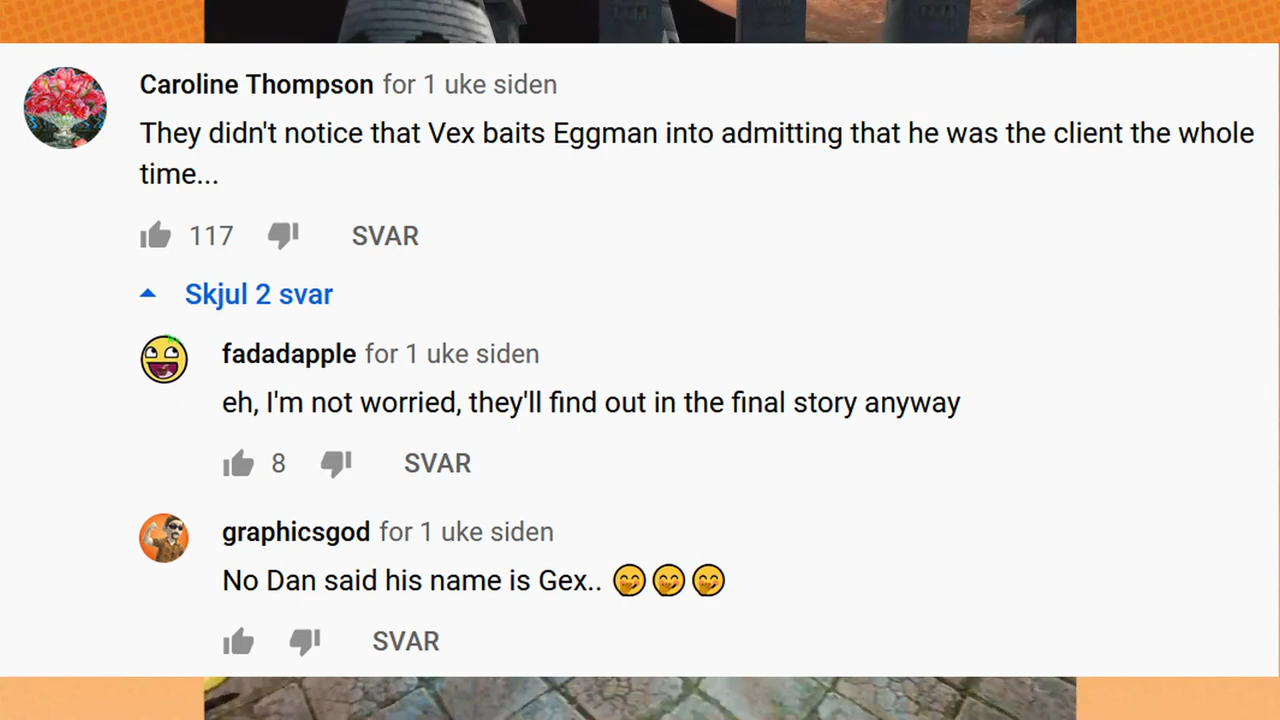 Caroline Thompson for 1 uke siden
They didn't notice that Vex baits Eggman into admitting that he was the client the whole
time...
117 SVAR
Skjul 2 svar
fadadapple for 1 uke siden
eh, I'm not worried, they'll find out in the final story anyway
8 SVAR
graphicsgod for 1 uke siden
No Dan said his name is Gex.. 🤭🤭🤭
SVAR